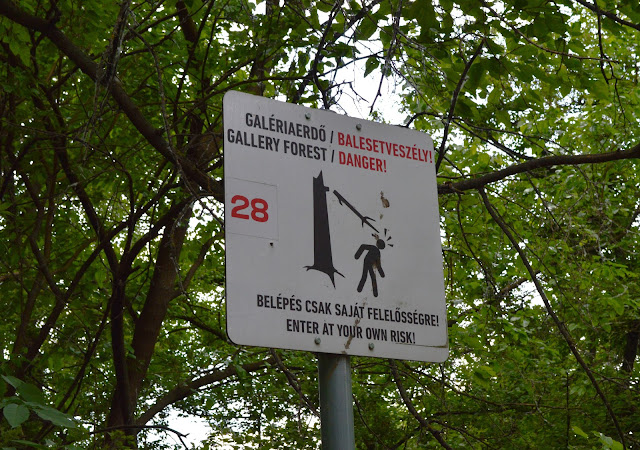 GALÉRIAERDŐ / BALESETVESZÉLY!
GALLERY FOREST / DANGER!
28
BELÉPÉS CSAK SAJÁT FELELŐSSÉGRE!
ENTER AT YOUR OWN RISK!